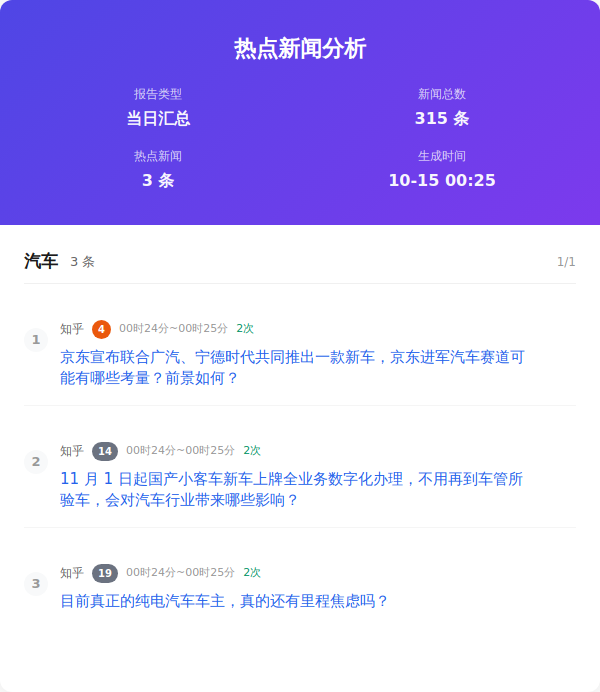 热点新闻分析
报告类型
新闻总数
当日汇总
315 条
热点新闻
生成时间
3 条
10-15 00:25
汽车 3 条 1/1
1 知乎 4 00时24分~00时25分 2次
京东宣布联合广汽、宁德时代共同推出一款新车，京东进军汽车赛道可
能有哪些考量？前景如何？
2 知乎 14 00时24分~00时25分 2次
11 月 1 日起国产小客车新车上牌全业务数字化办理，不用再到车管所
验车，会对汽车行业带来哪些影响？
3 知乎 19 00时24分~00时25分 2次
目前真正的纯电汽车车主，真的还有里程焦虑吗？